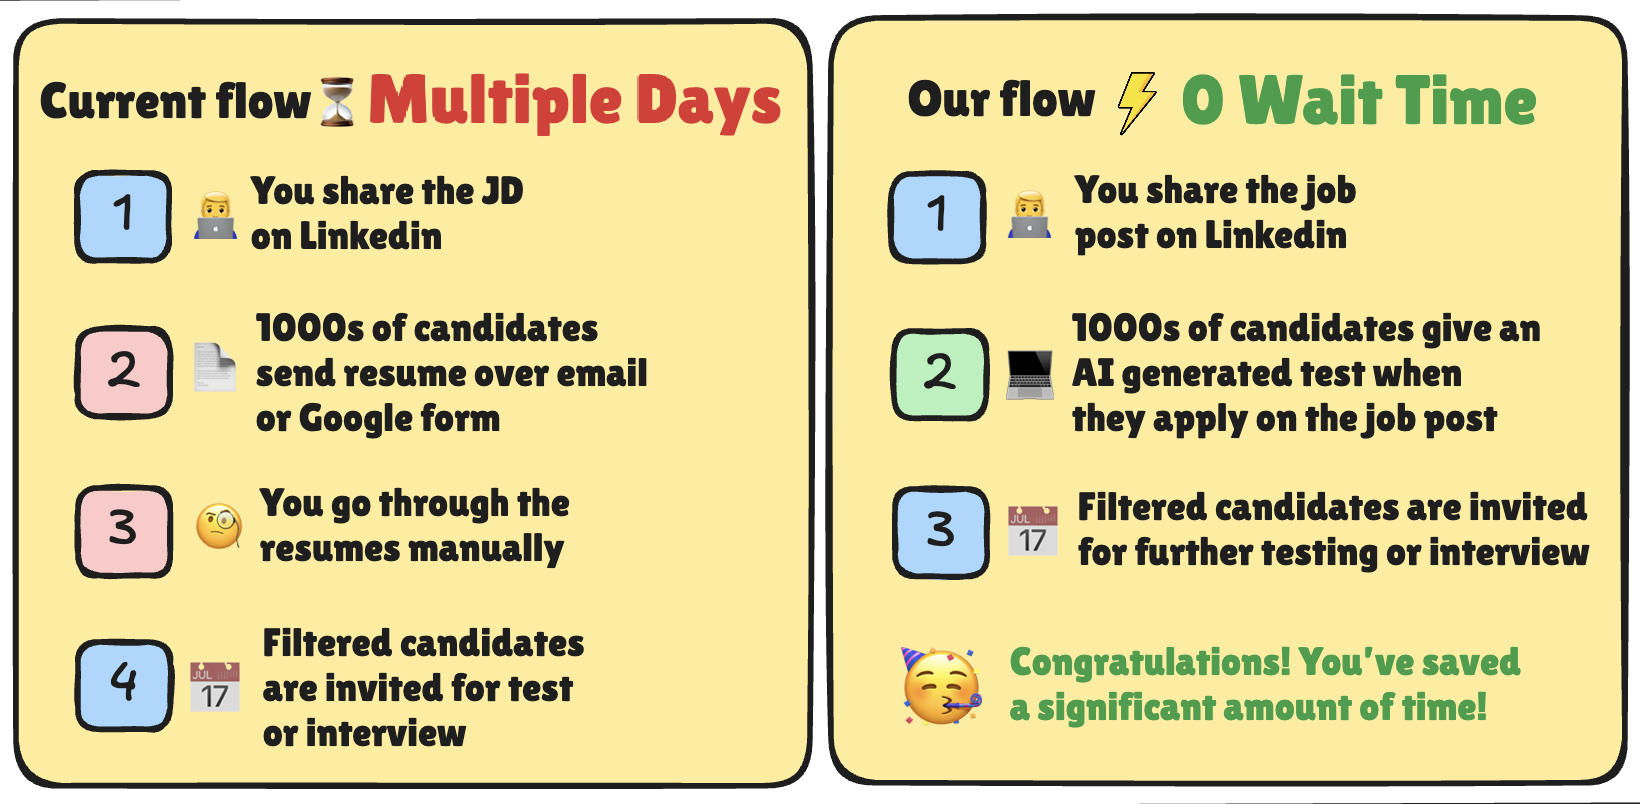 Current flow Multiple Days
1
You share the JD
on Linkedin
2
1000s of candidates
send resume over email
or Google form
3
You go through the
resumes manually
4
JUL
17
Filtered candidates
are invited for test
or interview
Our flow 0 Wait Time
1
You share the job
post on Linkedin
2
1000s of candidates give an
AI generated test when
they apply on the job post
3
JUL
17
Filtered candidates are invited
for further testing or interview
Congratulations! You've saved
a significant amount of time!